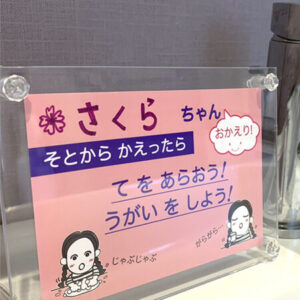 さくら ちゃん
おかえり!
そとから かえったら
て を あらおう!
うがい を しよう!
じゃぶじゃぶ
がらがら…